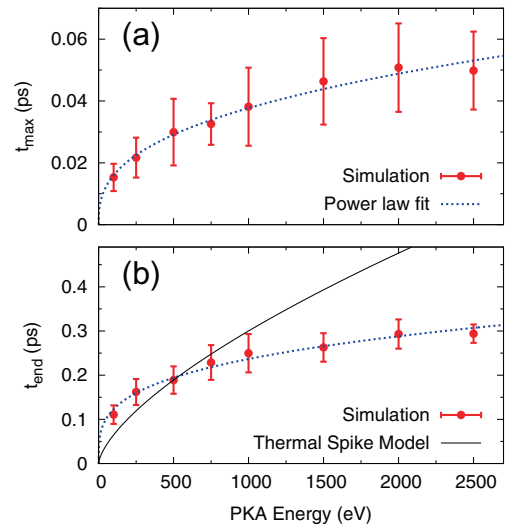 (a)
t_max (ps)
0.06
0.04
0.02
0
Simulation
Power law fit
(b)
t_end (ps)
0.4
0.3
0.2
0.1
0
Simulation
Thermal Spike Model
0 500 1000 1500 2000 2500
PKA Energy (eV)